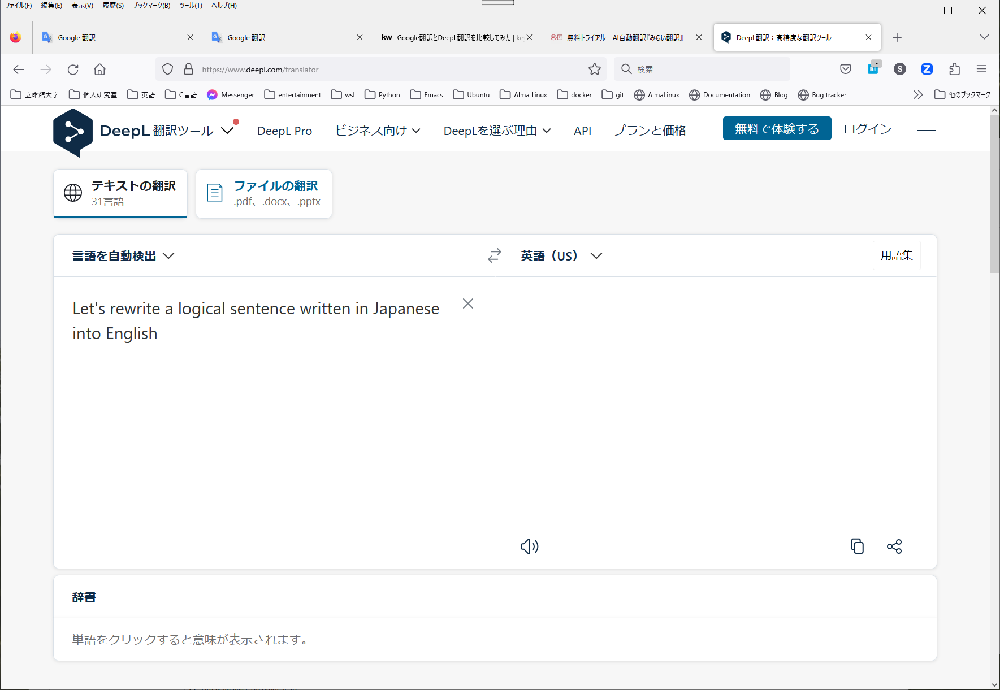 ファイル(F) 編集(E) 表示(V) 履歴(S) ブックマーク(B) ツール(T) ヘルプ(H)
Google 翻訳 Google 翻訳 kw Google翻訳とDeepL翻訳を比較してみた | ke 無料トライアル｜AI自動翻訳『みらい翻訳』 DeepL翻訳：高精度な翻訳ツール
https://www.deepl.com/translator 検索 B! - S Z
立命館大学 個人研究室 英語 C言語 Messenger entertainment wsl Python Emacs Ubuntu Alma Linux docker git AlmaLinux Documentation Blog Bug tracker 他のブックマーク
DeepL 翻訳ツール DeepL Pro ビジネス向け DeepLを選ぶ理由 API プランと価格 無料で体験する ログイン
テキストの翻訳
31言語
ファイルの翻訳
.pdf、.docx、.pptx
言語を自動検出 英語（US） 用語集
Let's rewrite a logical sentence written in Japanese
into English
辞書
単語をクリックすると意味が表示されます。